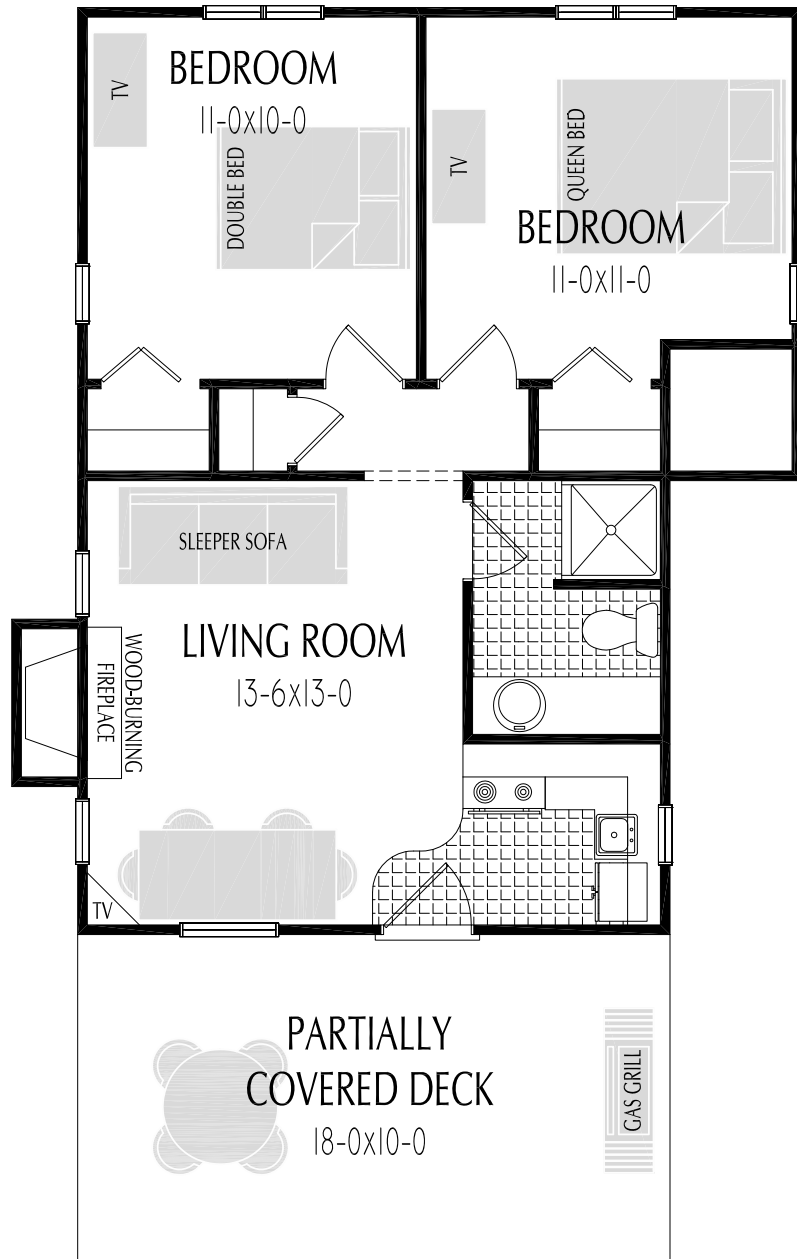 TV
BEDROOM
11-0x10-0
DOUBLE BED
TV
QUEEN BED
BEDROOM
11-0x11-0
SLEEPER SOFA
LIVING ROOM
13-6x13-0
WOOD-BURNING
FIREPLACE
TV
PARTIALLY
COVERED DECK
18-0x10-0
GAS GRILL